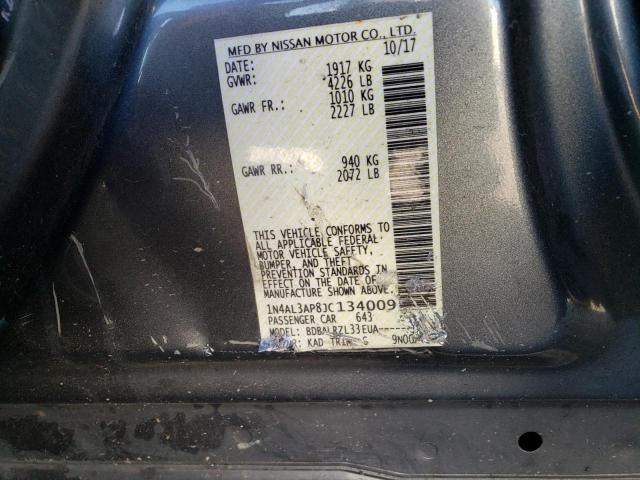 MFD BY NISSAN MOTOR CO., LTD.
10/17
DATE: 1917 KG
GVWR: 4226 LB
GAWR FR.: 1010 KG
2227 LB
GAWR RR.: 940 KG
2072 LB
THIS VEHICLE CONFORMS TO
ALL APPLICABLE FEDERAL
MOTOR VEHICLE SAFETY,
BUMPER, AND THEFT
PREVENTION STANDARDS IN
EFFECT ON THE DATE OF
MANUFACTURE SHOWN ABOVE.
1N4AL3AP8JC134009
PASSENGER CAR 643
MODEL: BDBALRZL33EUA-
KAD